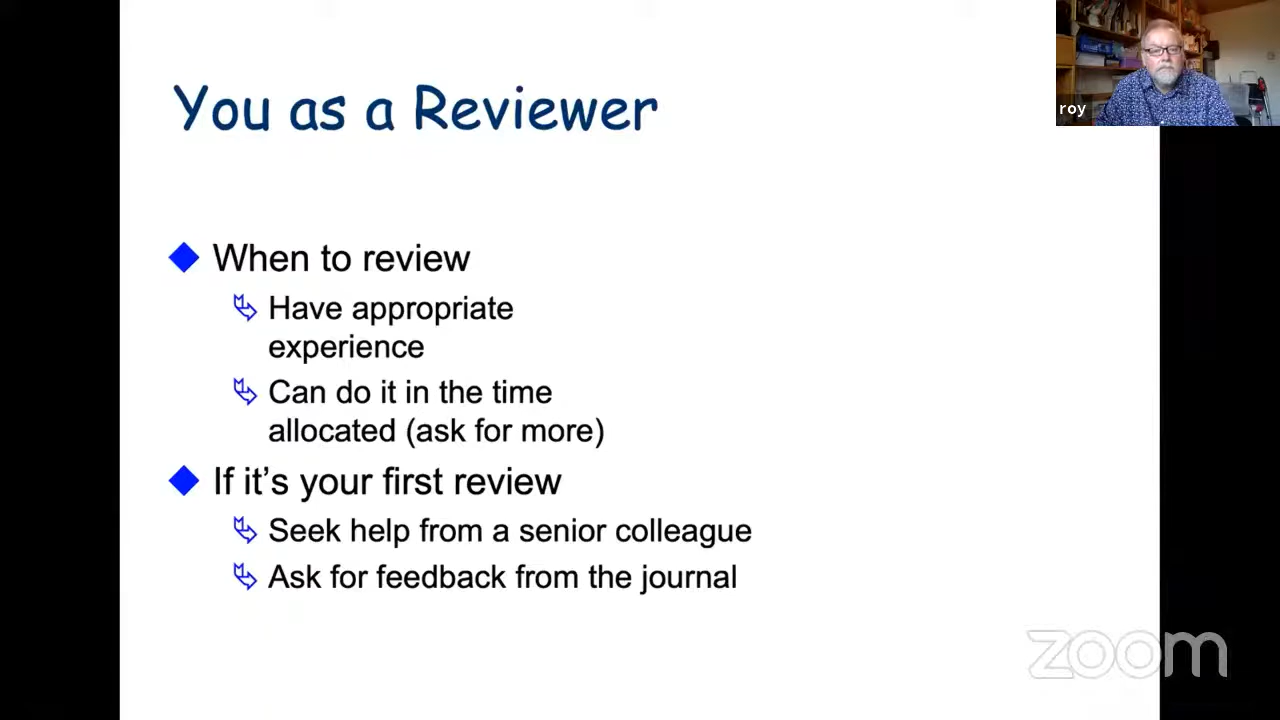 You as a Reviewer
roy
When to review
Have appropriate
experience
Can do it in the time
allocated (ask for more)
If it’s your first review
Seek help from a senior colleague
Ask for feedback from the journal
zoom